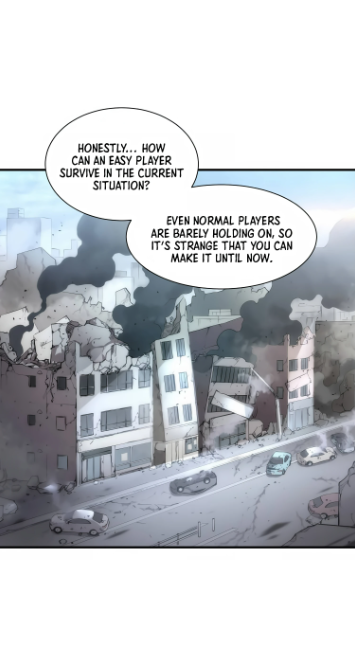 HONESTLY... HOW
CAN AN EASY PLAYER
SURVIVE IN THE CURRENT
SITUATION?
EVEN NORMAL PLAYERS
ARE BARELY HOLDING ON, SO
IT'S STRANGE THAT YOU CAN
MAKE IT UNTIL NOW.